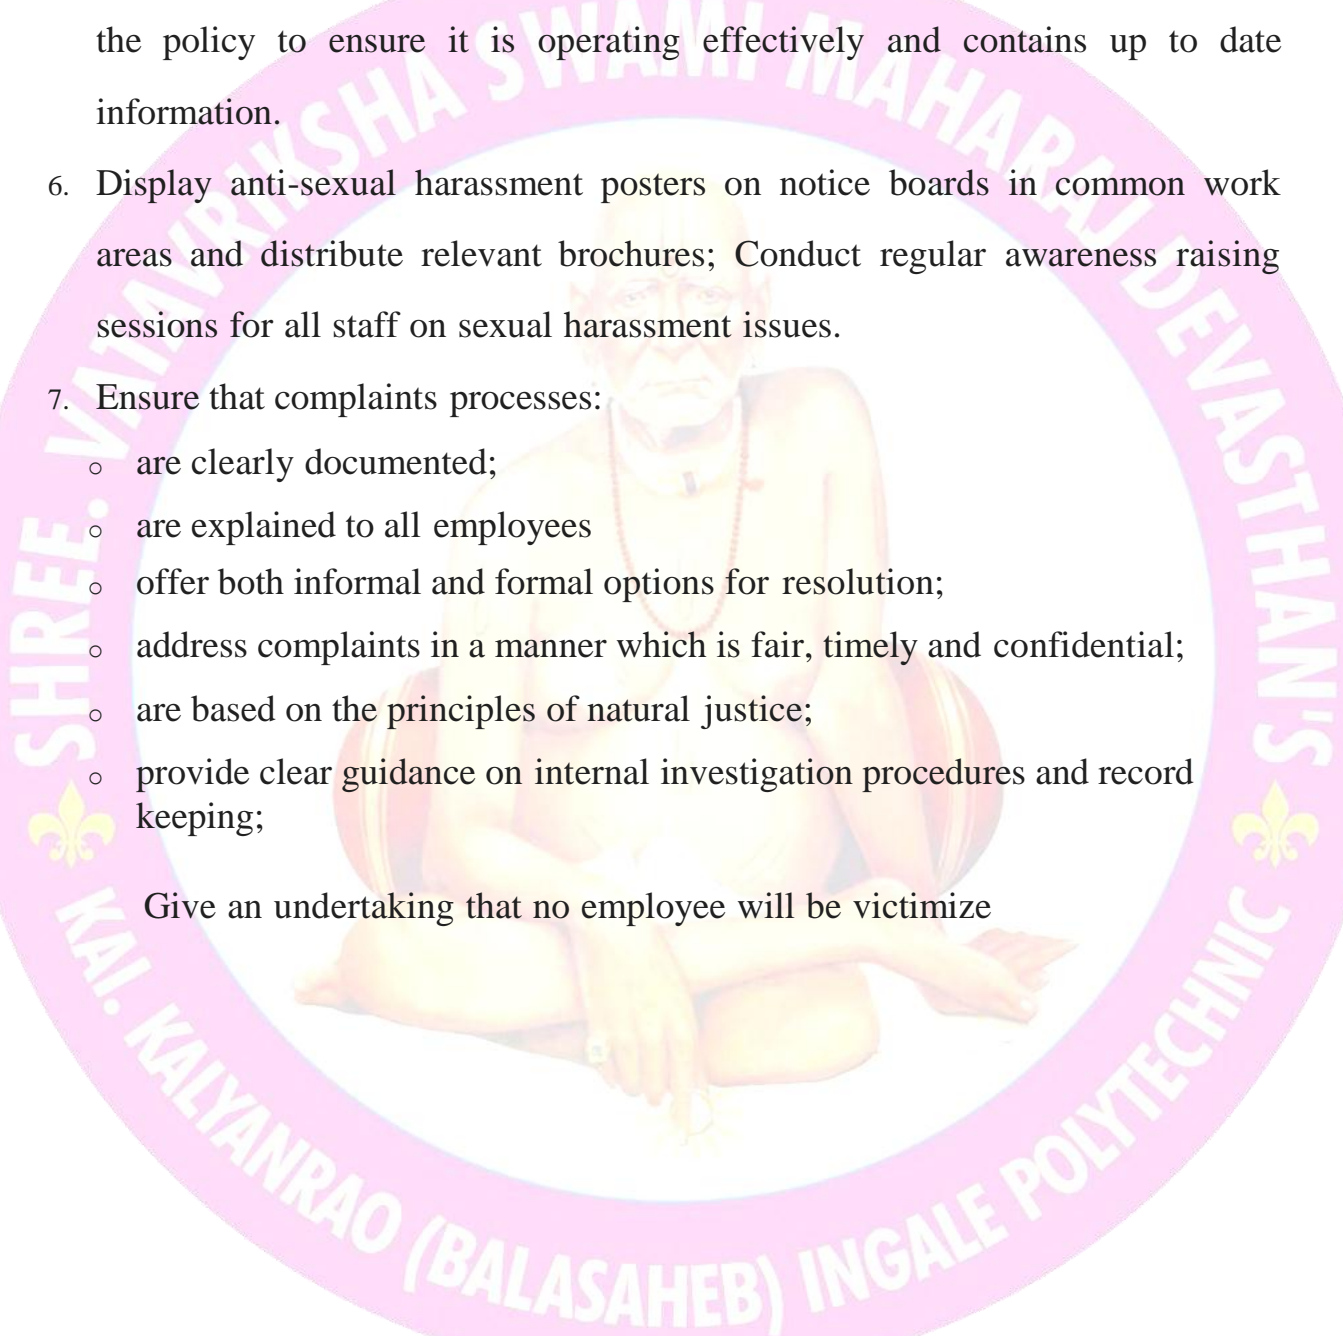 the policy to ensure it is operating effectively and contains up to date
information.
6. Display anti-sexual harassment posters on notice boards in common work
areas and distribute relevant brochures; Conduct regular awareness raising
sessions for all staff on sexual harassment issues.
7. Ensure that complaints processes:
o are clearly documented;
o are explained to all employees
o offer both informal and formal options for resolution;
o address complaints in a manner which is fair, timely and confidential;
o are based on the principles of natural justice;
o provide clear guidance on internal investigation procedures and record
keeping;
Give an undertaking that no employee will be victimize
SHREE. VATAVRIKSHA SWAMI MAHARAJ DEVASTHAN'S
KAI. KALYANRAO (BALASAHEB) INGALE POLYTECHNIC